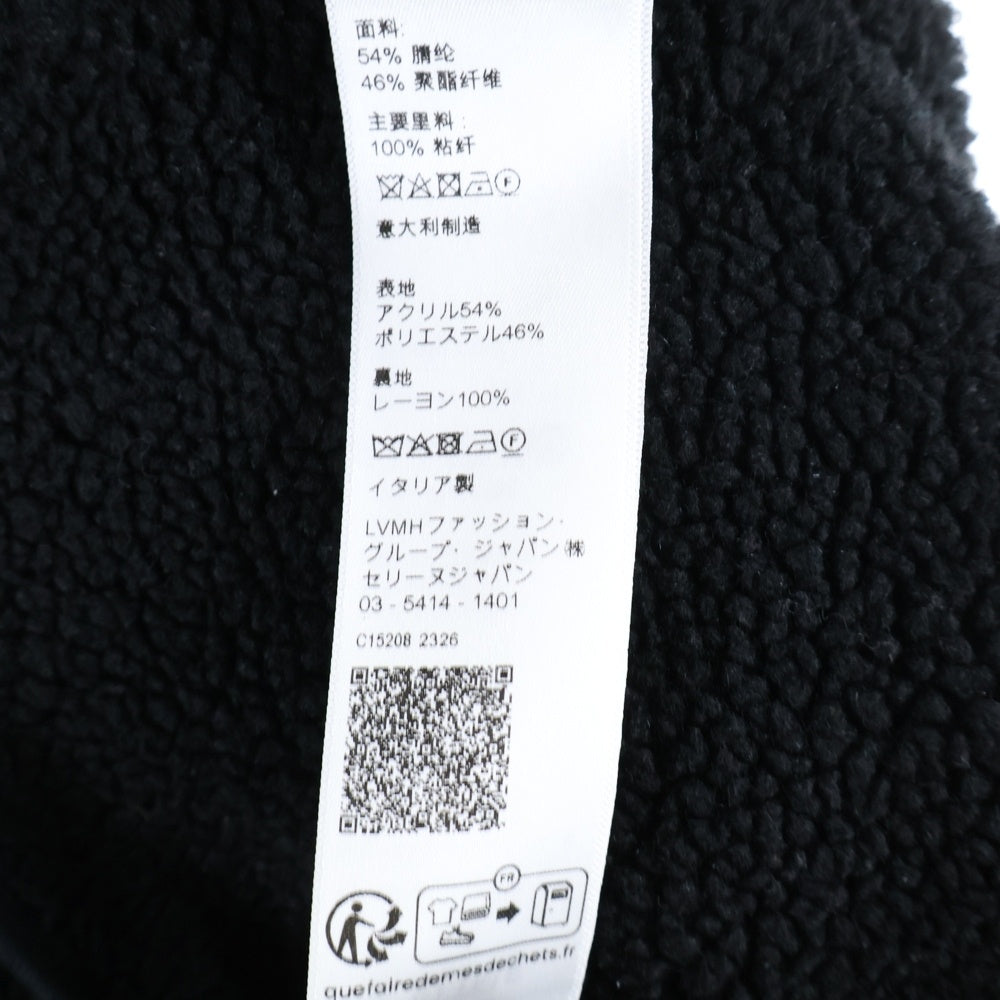 面料:
54% 腈纶
46% 聚酯纤维
主要里料:
100% 粘纤
F
意大利制造
表地
アクリル54%
ポリエステル46%
裏地
レーヨン100%
F
イタリア製
LVMHファッション・
グループ・ジャパン㈱
セリーヌジャパン
03 - 5414 - 1401
C15208 2326
FR
quefairedemesdechets.fr